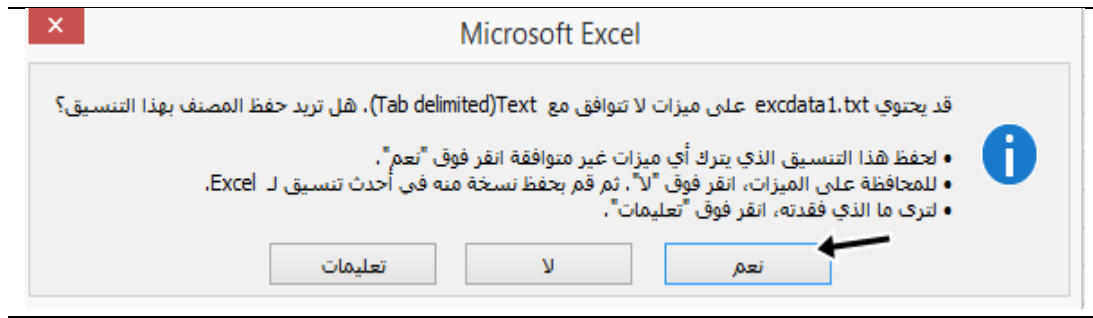 Microsoft Excel
قد يحتوي excdata1.txt على ميزات لا تتوافق مع Text(Tab delimited). هل تريد حفظ المصنف بهذا التنسيق؟
• لحفظ هذا التنسيق الذي يترك أي ميزات غير متوافقة انقر فوق "نعم".
• للمحافظة على الميزات، انقر فوق "لا". ثم قم بحفظ نسخة منه في أحدث تنسيق لـ Excel.
• لترى ما الذي فقدته، انقر فوق "تعليمات".
نعم
لا
تعليمات